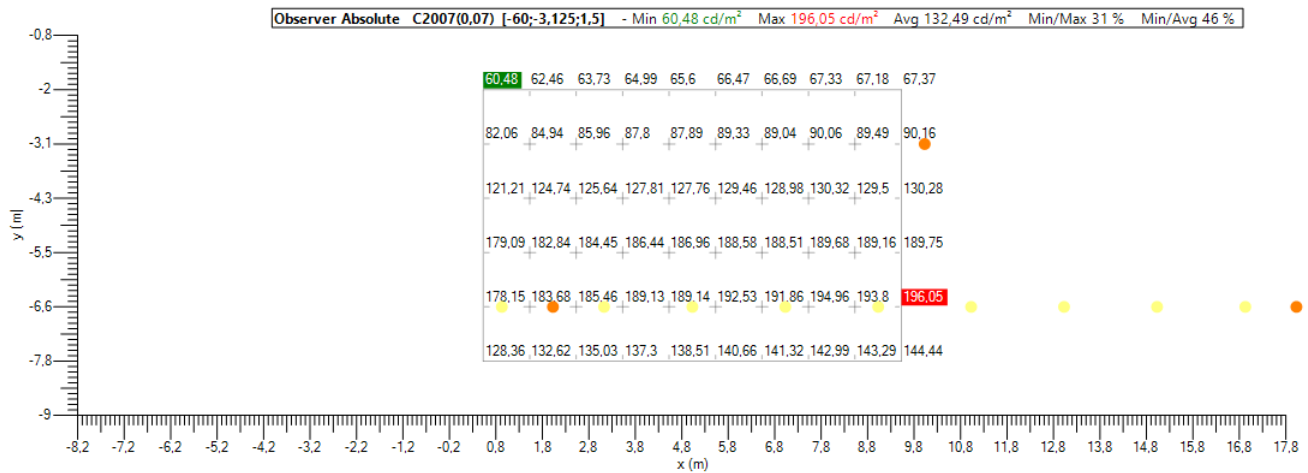 Observer Absolute C2007(0,07) [-60;-3,125;1,5] - Min 60,48 cd/m² Max 196,05 cd/m² Avg 132,49 cd/m² Min/Max 31 % Min/Avg 46 %
-0,8
60,48 62,46 63,73 64,99 65,6 66,47 66,69 67,33 67,18 67,37
-2
82,06 84,94 85,96 87,8 87,89 89,33 89,04 90,06 89,49 90,16
-3,1
121,21 124,74 125,64 127,81 127,76 129,46 128,98 130,32 129,5 130,28
-4,3
y (m)
179,09 182,84 184,45 186,44 186,96 188,58 188,51 189,68 189,16 189,75
-5,5
178,15 183,68 185,46 189,13 189,14 192,53 191,86 194,96 193,8 196,05
-6,6
128,36 132,62 135,03 137,3 138,51 140,66 141,32 142,99 143,29 144,44
-7,8
-9
-8,2 -7,2 -6,2 -5,2 -4,2 -3,2 -2,2 -1,2 -0,2 0,8 1,8 2,8 3,8 4,8 5,8 6,8 7,8 8,8 9,8 10,8 11,8 12,8 13,8 14,8 15,8 16,8 17,8
x (m)